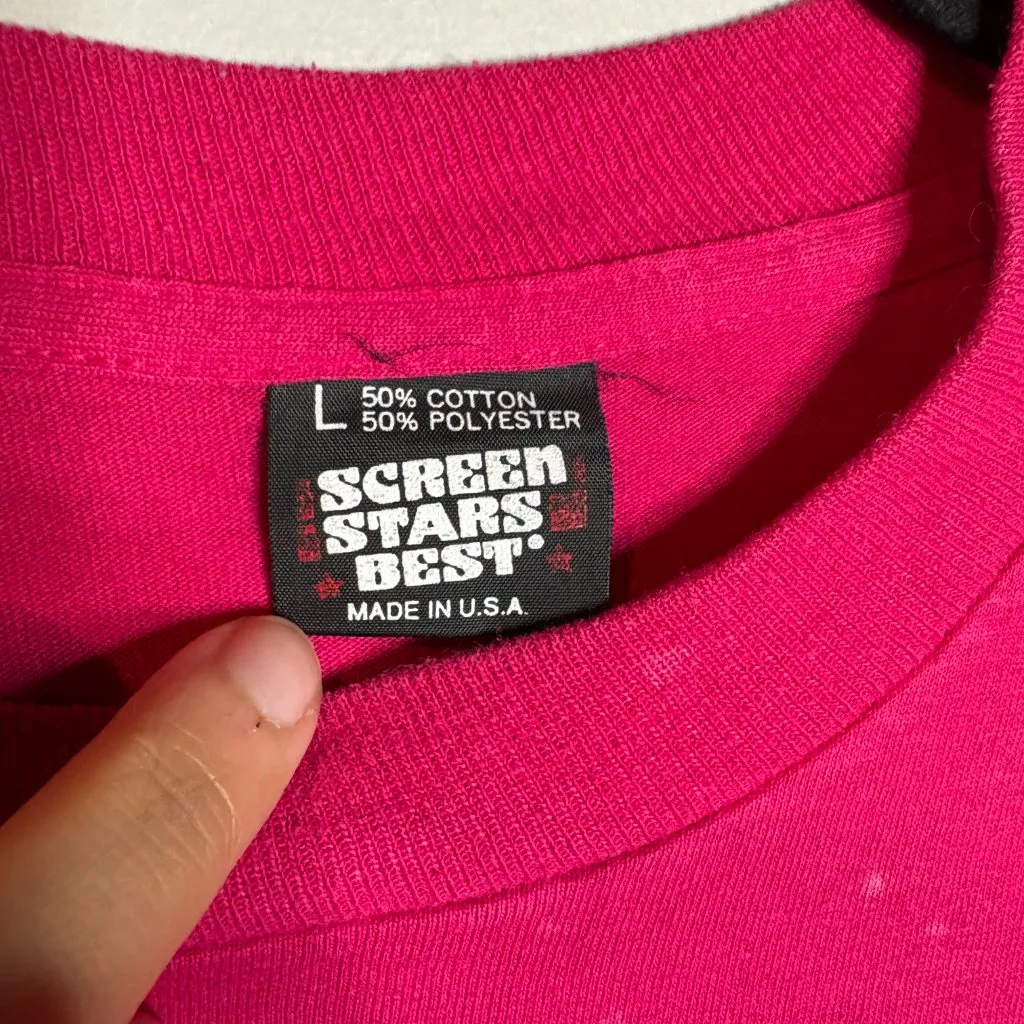 L 50% COTTON
50% POLYESTER
SCREEN
STARS
BEST®
MADE IN U.S.A.